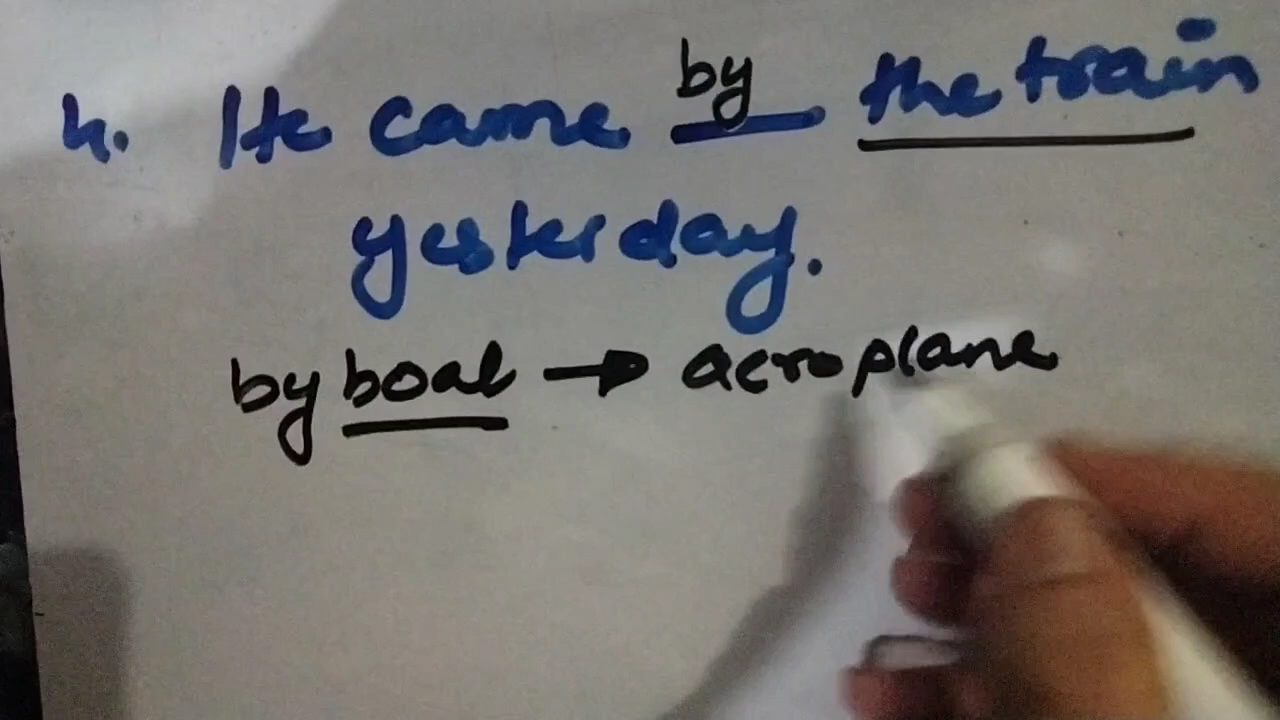 4. He came by the train
yesterday.
by boat → aeroplane